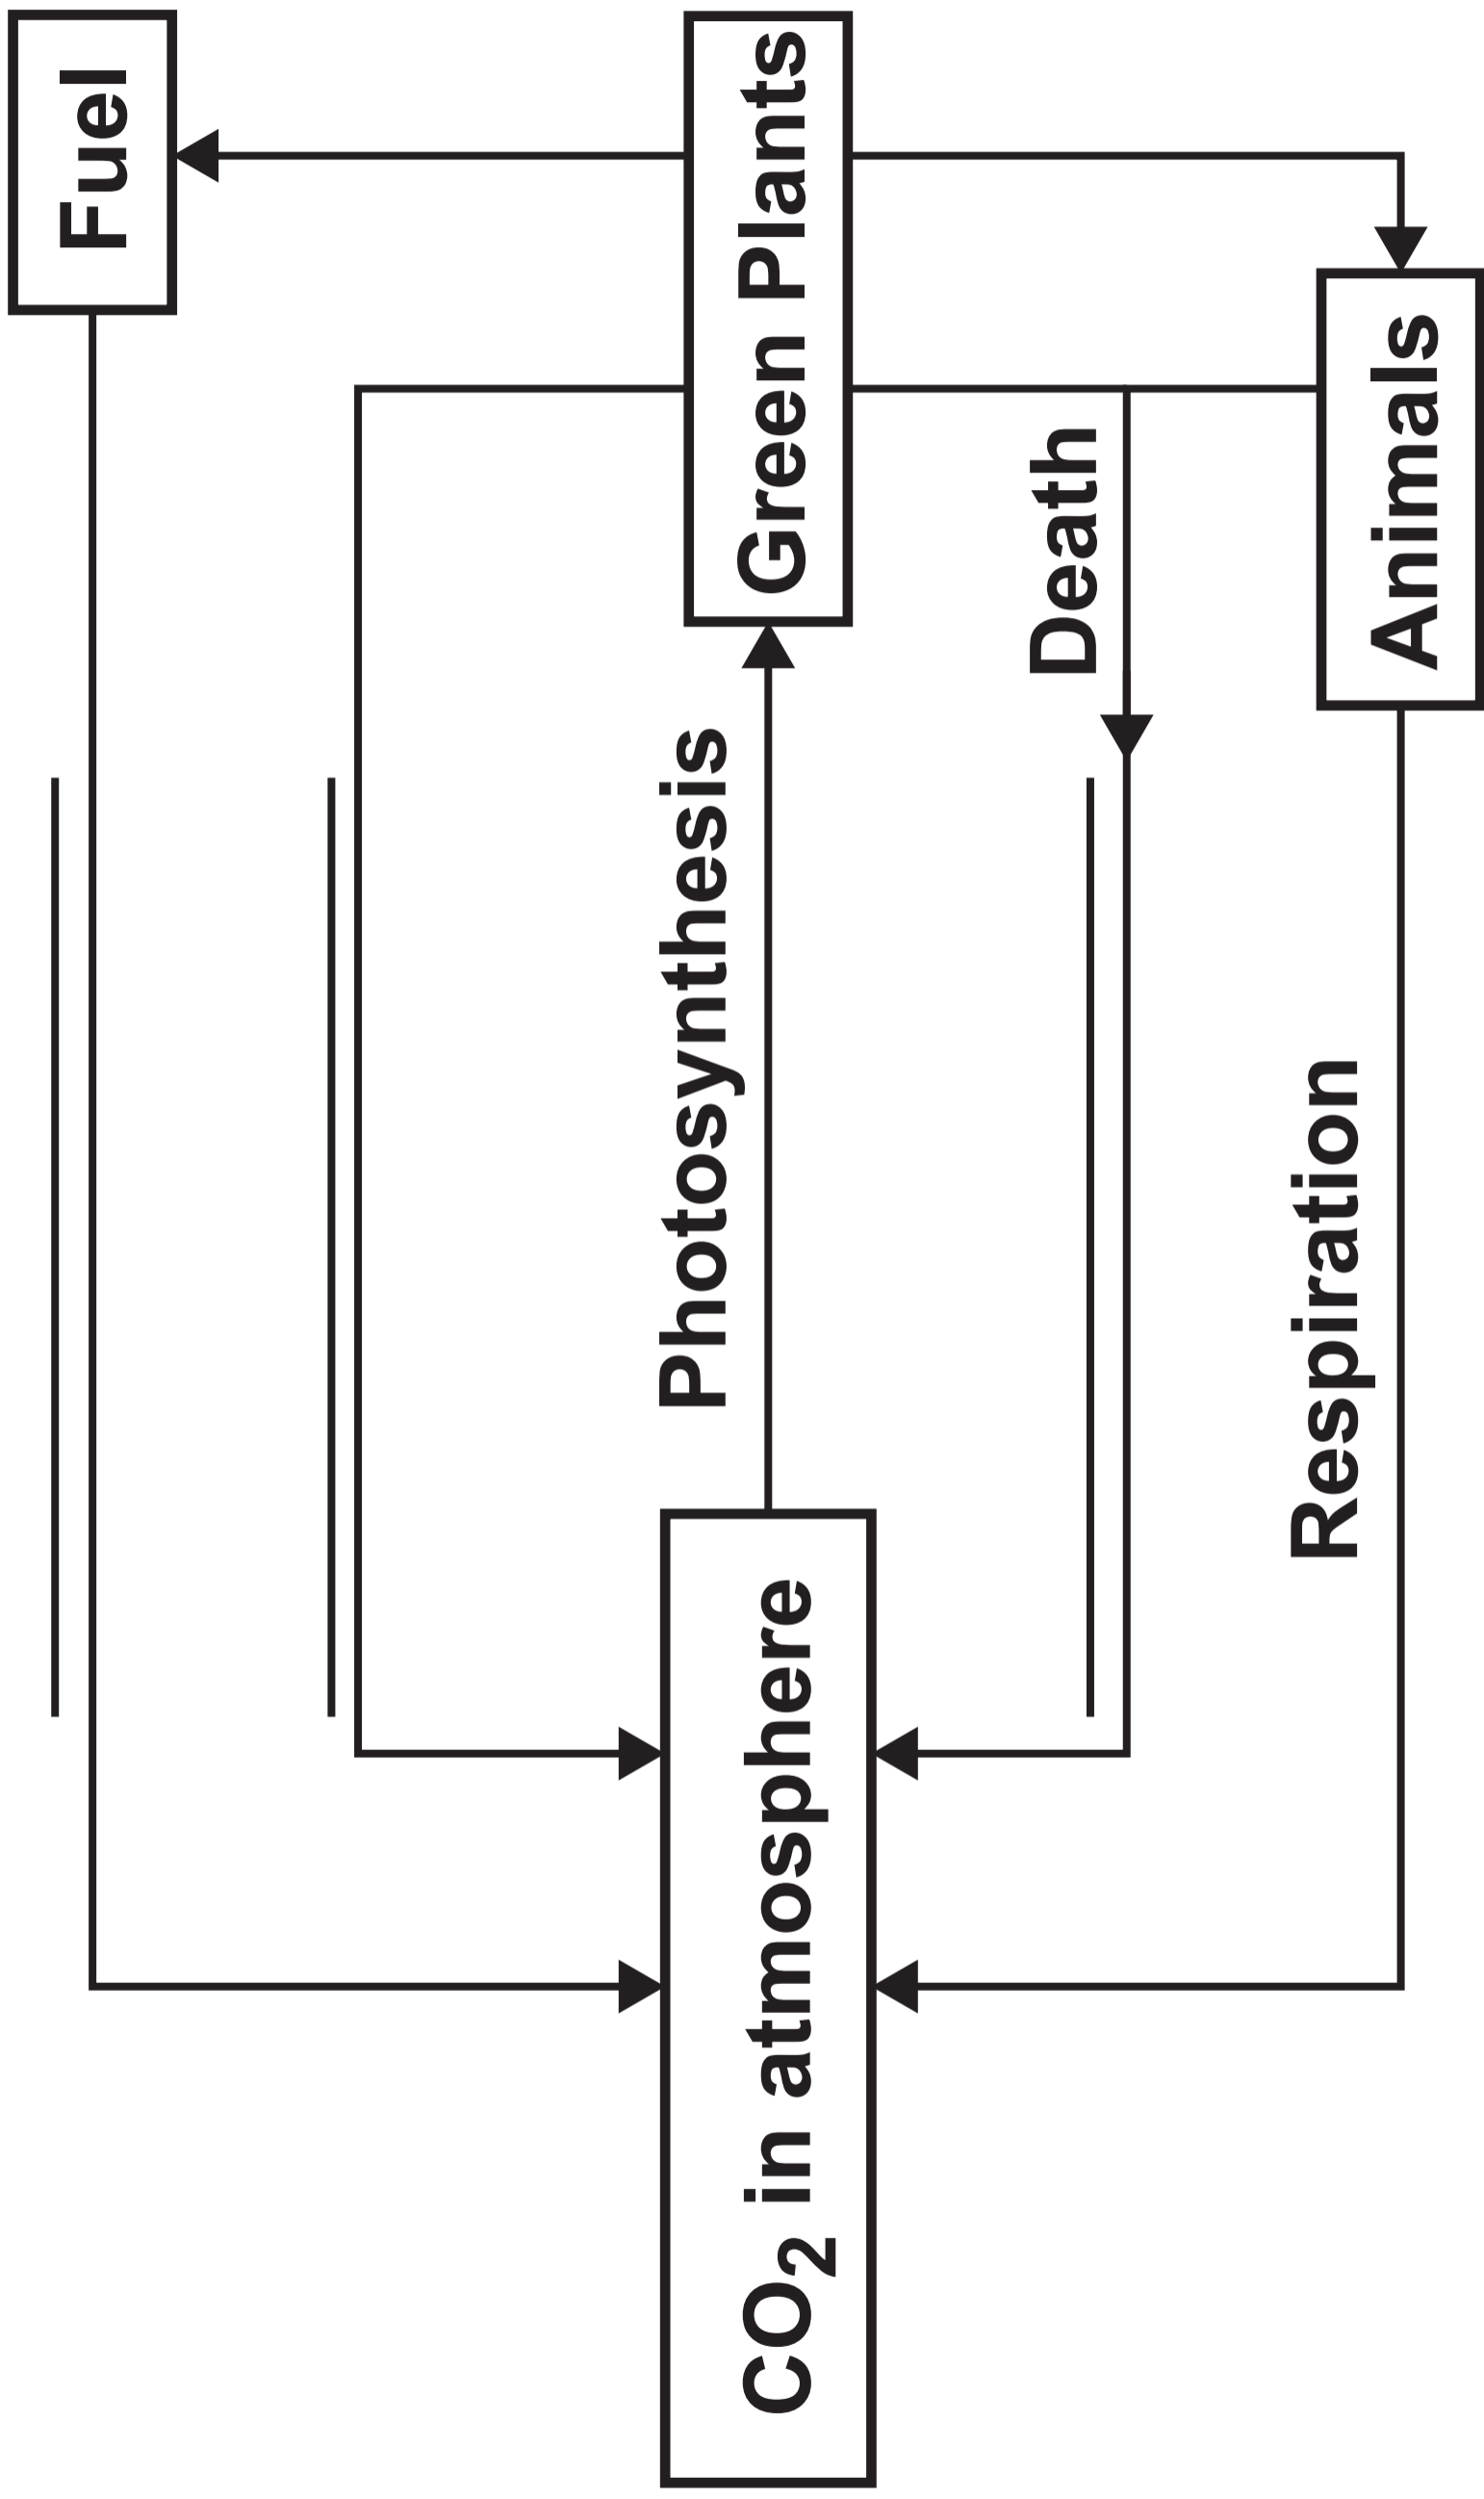 Fuel
Photosynthesis
CO₂ in atmosphere
Green Plants
Death
Respiration
Animals